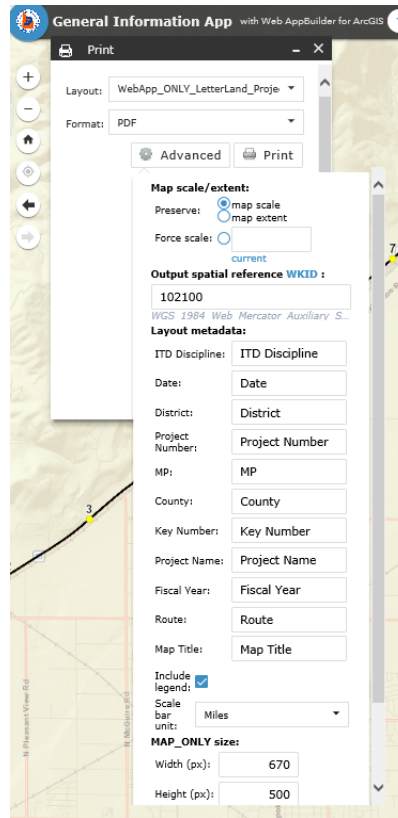 General Information App with Web AppBuilder for ArcGIS
Print
Layout: WebApp_ONLY_LetterLand_Proje
Format: PDF
Advanced Print
Map scale/extent:
Preserve: map scale
map extent
Force scale:
current
Output spatial reference WKID :
102100
WGS 1984 Web Mercator Auxiliary S...
Layout metadata:
ITD Discipline: ITD Discipline
Date: Date
District: District
Project
Number: Project Number
MP: MP
County: County
Key Number: Key Number
Project Name: Project Name
Fiscal Year: Fiscal Year
Route: Route
Map Title: Map Title
Include
legend:
Scale
bar
unit: Miles
MAP_ONLY size:
Width (px): 670
Height (px): 500
7
3
N Pleasant View Rd
N McGuire Rd